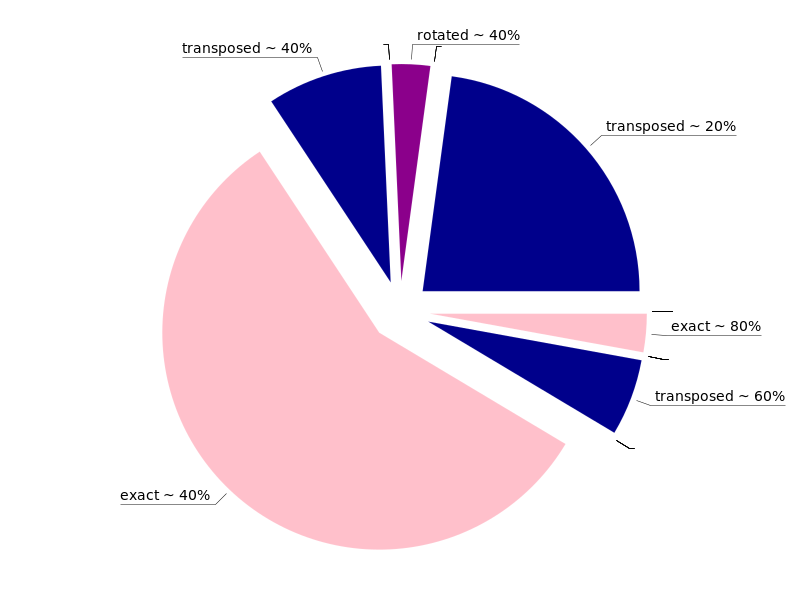 rotated ~ 40%
transposed ~ 40%
transposed ~ 20%
exact ~ 80%
transposed ~ 60%
exact ~ 40%